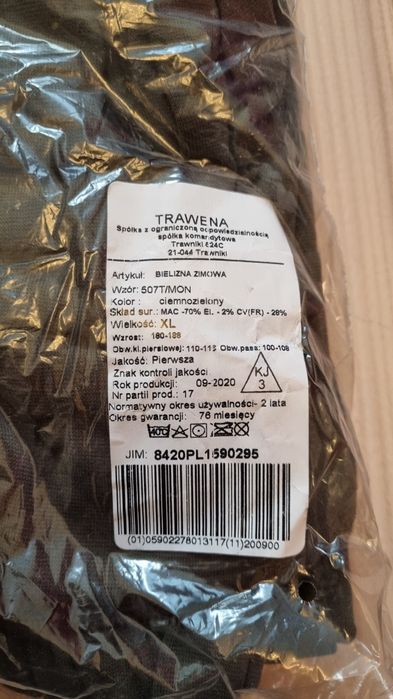 TRAWENA
Spółka z ograniczoną odpowiedzialnością
spółka komandytowa
Trawniki 624C
21-044 Trawniki
Artykuł: BIELIZNA ZIMOWA
Wzór: 507T/MON
Kolor : ciemnozielony
Skład sur.: MAC -70% El. - 2% CV(FR) - 28%
Wielkość: XL
Wzrost: 180-188
Obw.kl.piersiowej: 110-115 Obw.pasa: 100-108
Jakość: Pierwsza
Znak kontroli jakości
KJ
3
Rok produkcji: 09-2020
Nr partii prod.: 17
Normatywny okres używalności- 2 lata
Okres gwarancji: 76 miesięcy
JIM: 8420PL1590295
(01)05902278013117(11)200900